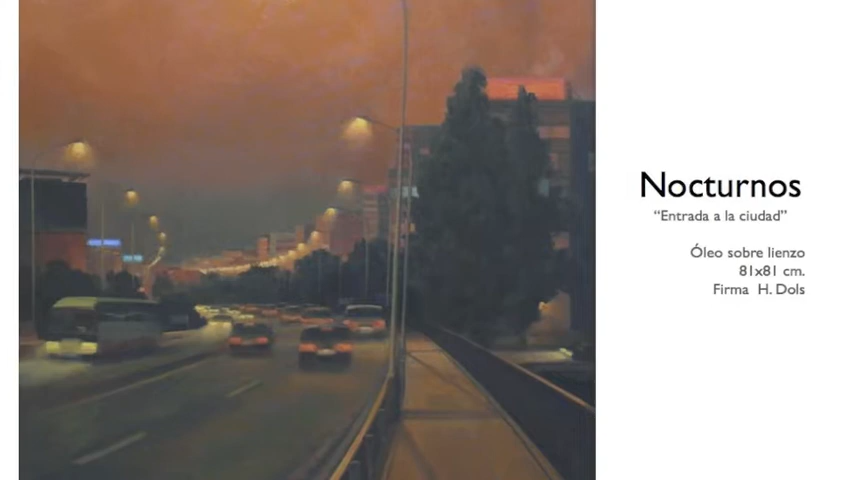 Nocturnos
“Entrada a la ciudad”
Óleo sobre lienzo
81x81 cm.
Firma H. Dols